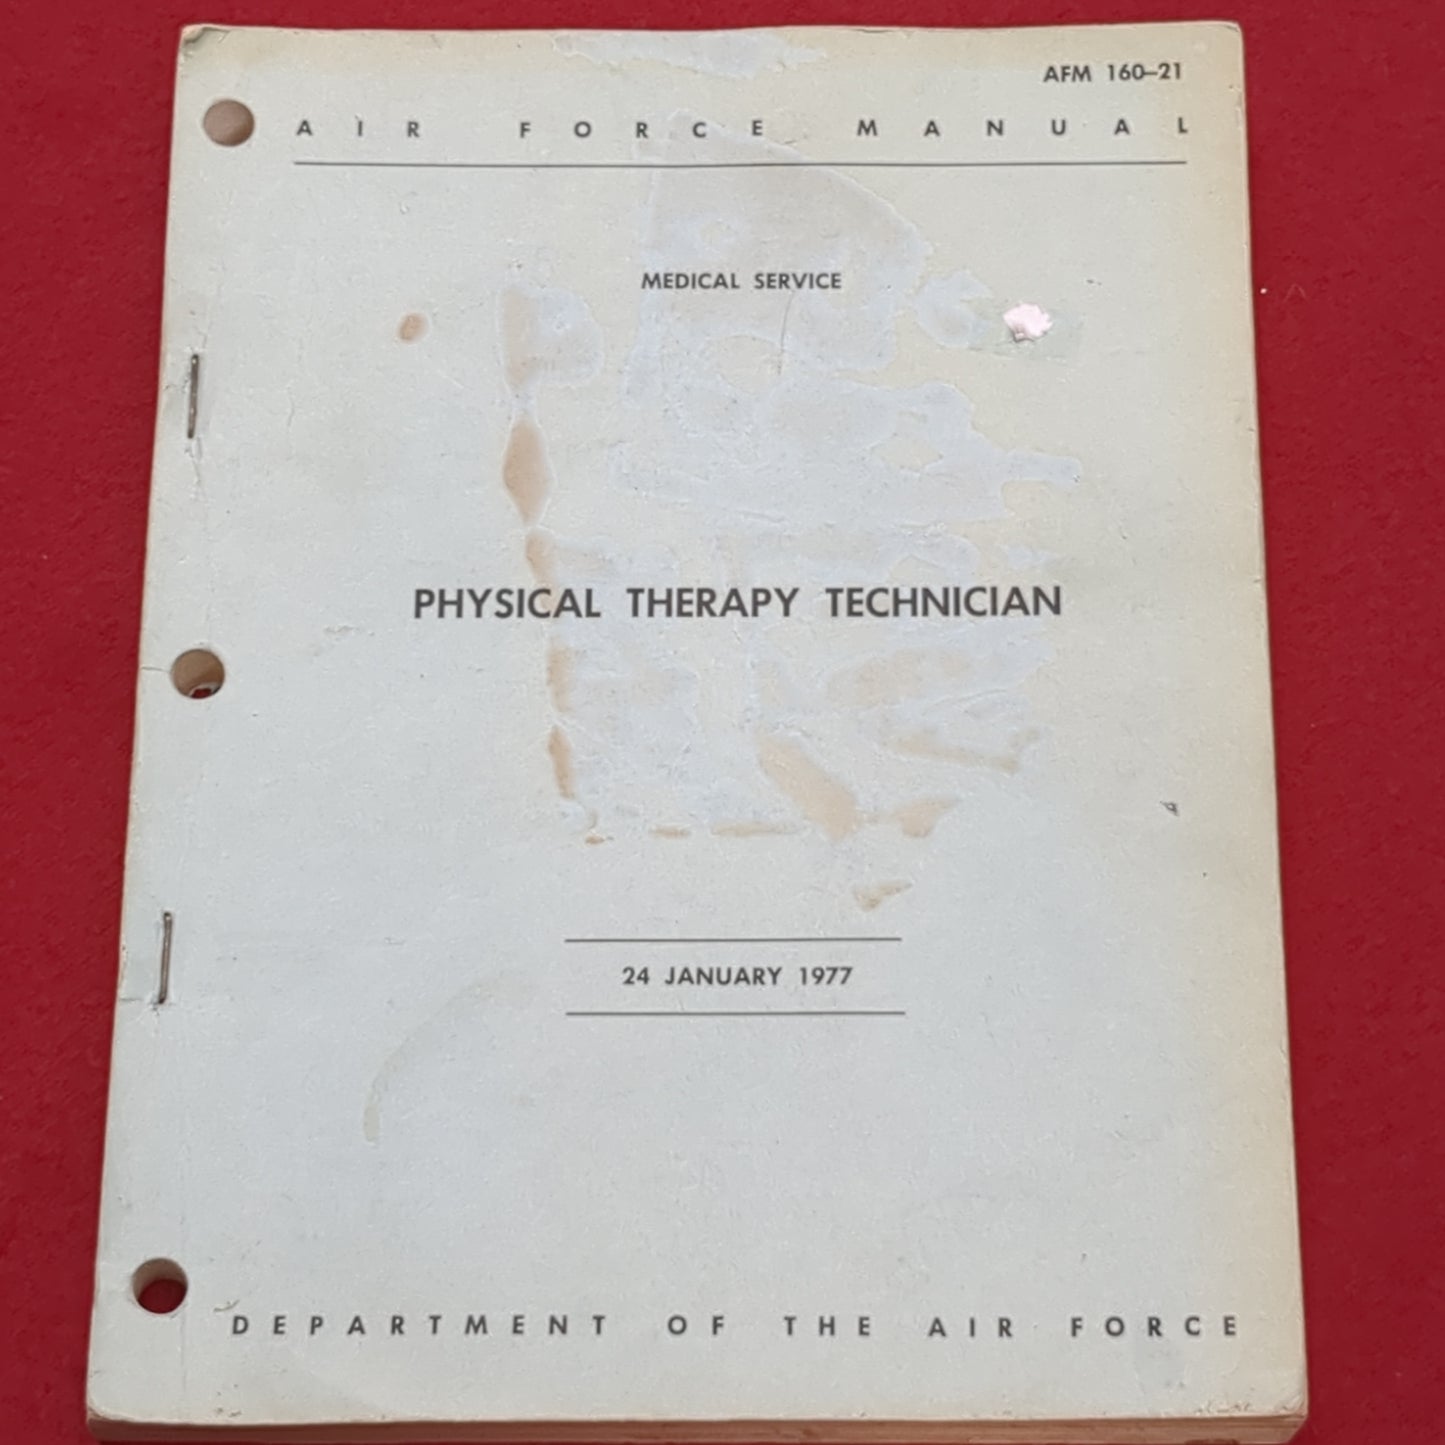 AFM 160–21
AIR FORCE MANUAL
MEDICAL SERVICE
PHYSICAL THERAPY TECHNICIAN
24 JANUARY 1977
DEPARTMENT OF THE AIR FORCE